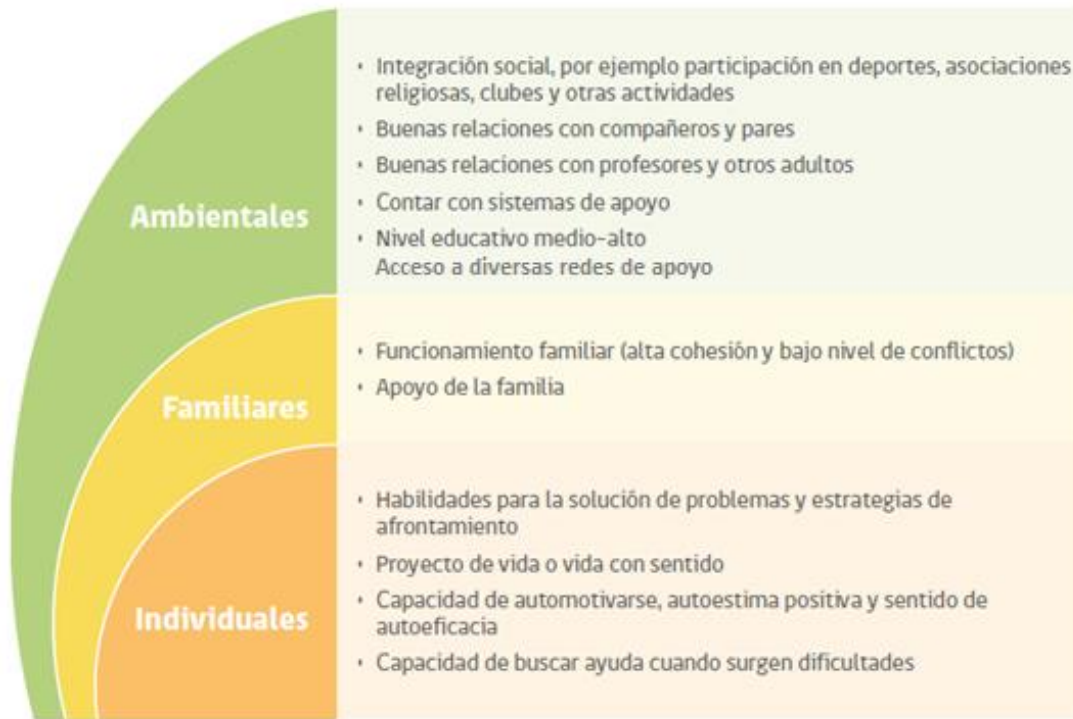 Ambientales
· Integración social, por ejemplo participación en deportes, asociaciones
religiosas, clubes y otras actividades
· Buenas relaciones con compañeros y pares
· Buenas relaciones con profesores y otros adultos
· Contar con sistemas de apoyo
· Nivel educativo medio-alto
Acceso a diversas redes de apoyo
Familiares
· Funcionamiento familiar (alta cohesión y bajo nivel de conflictos)
· Apoyo de la familia
Individuales
· Habilidades para la solución de problemas y estrategias de
afrontamiento
· Proyecto de vida o vida con sentido
· Capacidad de automotivarse, autoestima positiva y sentido de
autoeficacia
· Capacidad de buscar ayuda cuando surgen dificultades